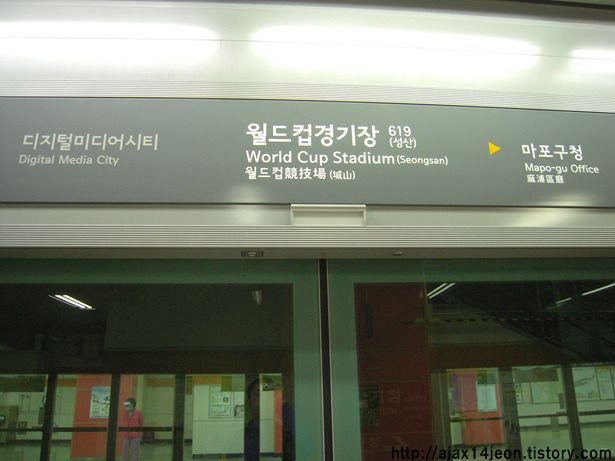 디지털미디어시티
Digital Media City
월드컵경기장 619
(성산)
World Cup Stadium (Seongsan)
월드컵競技場 (城山)
마포구청
Mapo-gu Office
麻浦區廳
http://ajax14jeon.tistory.com